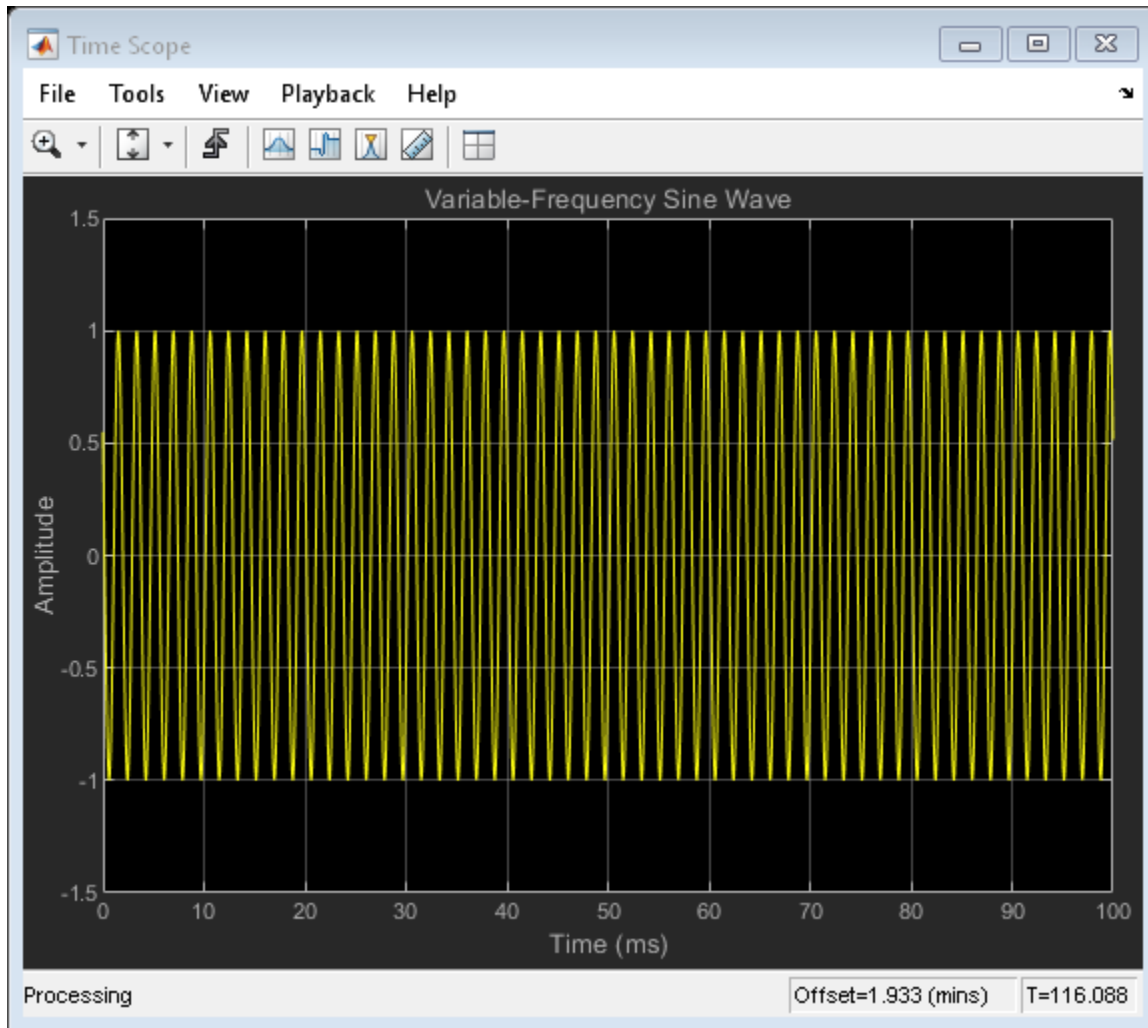 Time Scope
File Tools View Playback Help
Variable-Frequency Sine Wave
1.5
1
0.5
0
-0.5
-1
-1.5
Amplitude
0 10 20 30 40 50 60 70 80 90 100
Time (ms)
Processing Offset=1.933 (mins) T=116.088